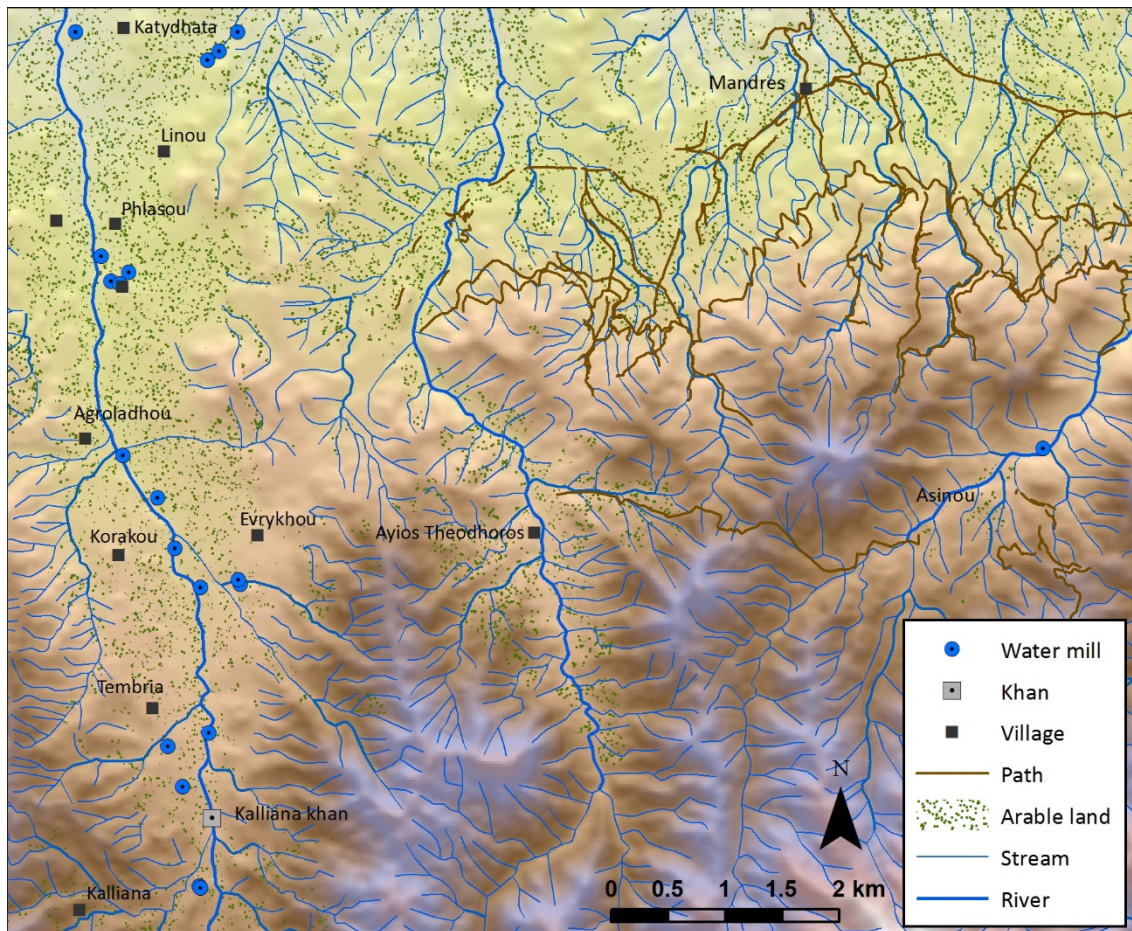 Katydhata
Mandres
Linou
Phlasou
Agroladhou
Asinou
Evrykhou
Ayios Theodhoros
Korakou
Tembria
Kalliana khan
Kalliana
N
0 0.5 1 1.5 2 km
Water mill
Khan
Village
Path
Arable land
Stream
River